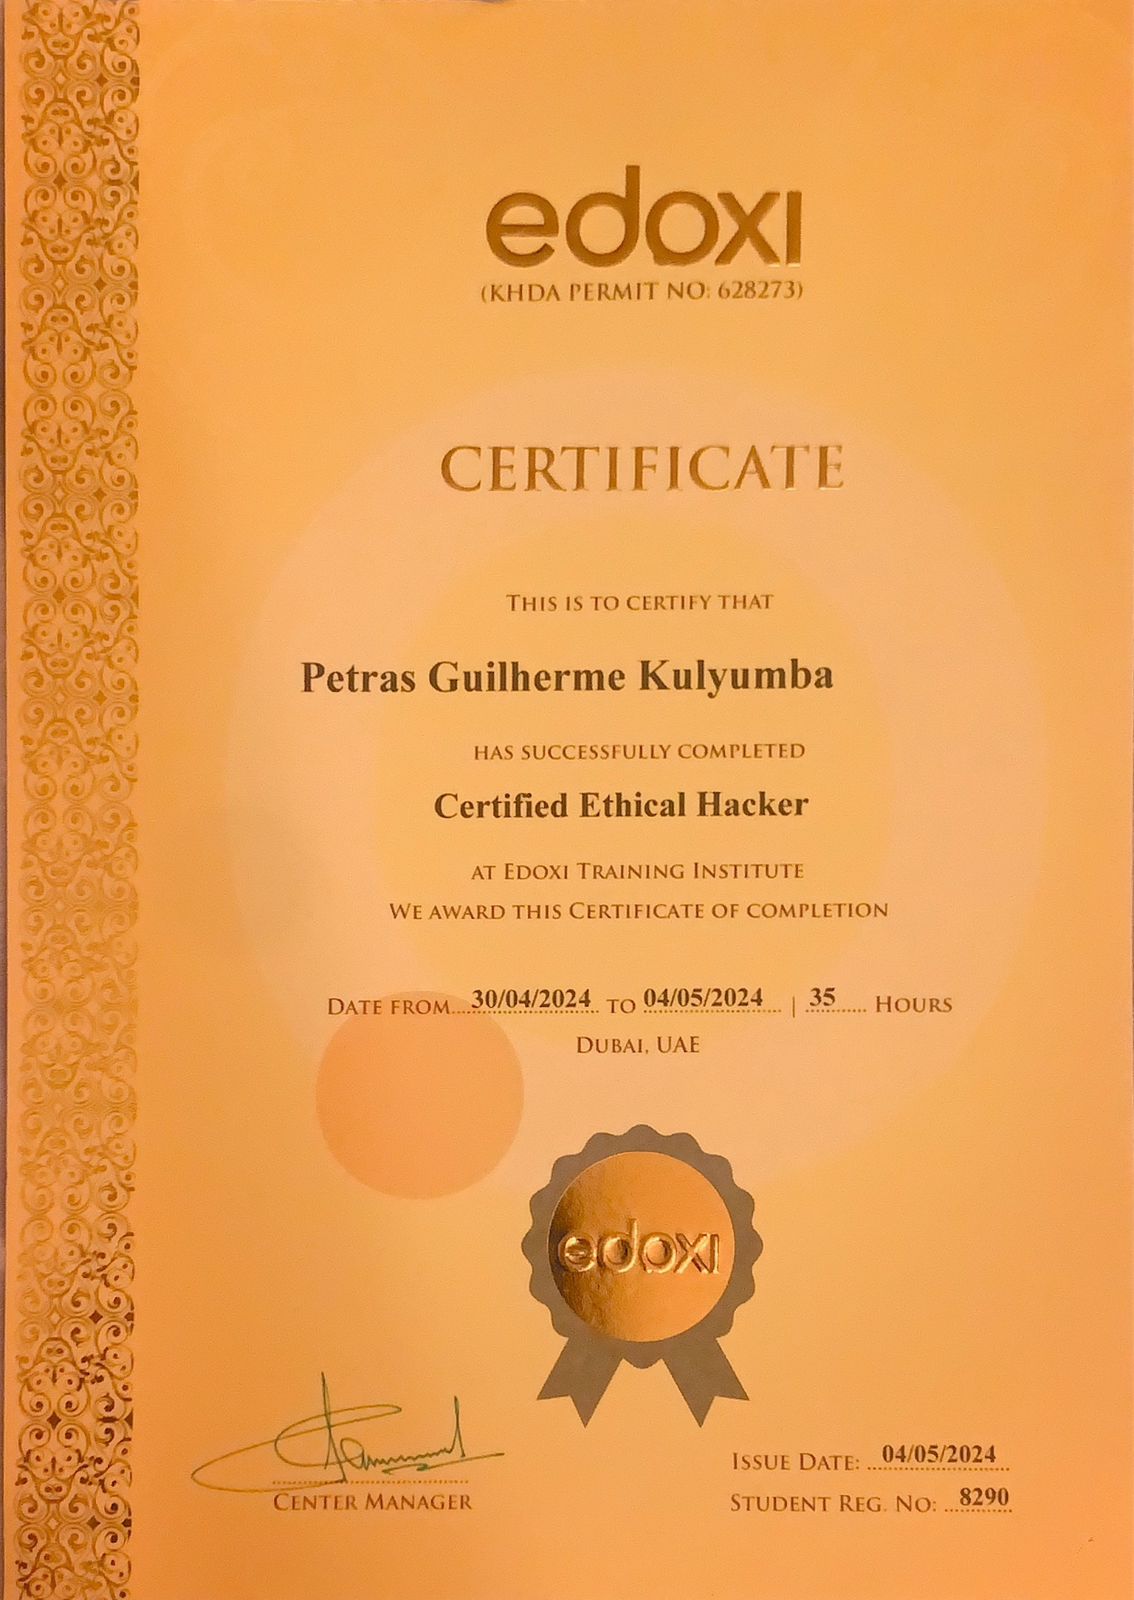 edoxi
(KHDA PERMIT NO: 628273)
CERTIFICATE
THIS IS TO CERTIFY THAT
Petras Guilherme Kulyumba
HAS SUCCESSFULLY COMPLETED
Certified Ethical Hacker
AT EDOXI TRAINING INSTITUTE
WE AWARD THIS CERTIFICATE OF COMPLETION
DATE FROM 30/04/2024 TO 04/05/2024 | 35 HOURS
DUBAI, UAE
edoxi
CENTER MANAGER
ISSUE DATE: 04/05/2024
STUDENT REG. NO: 8290